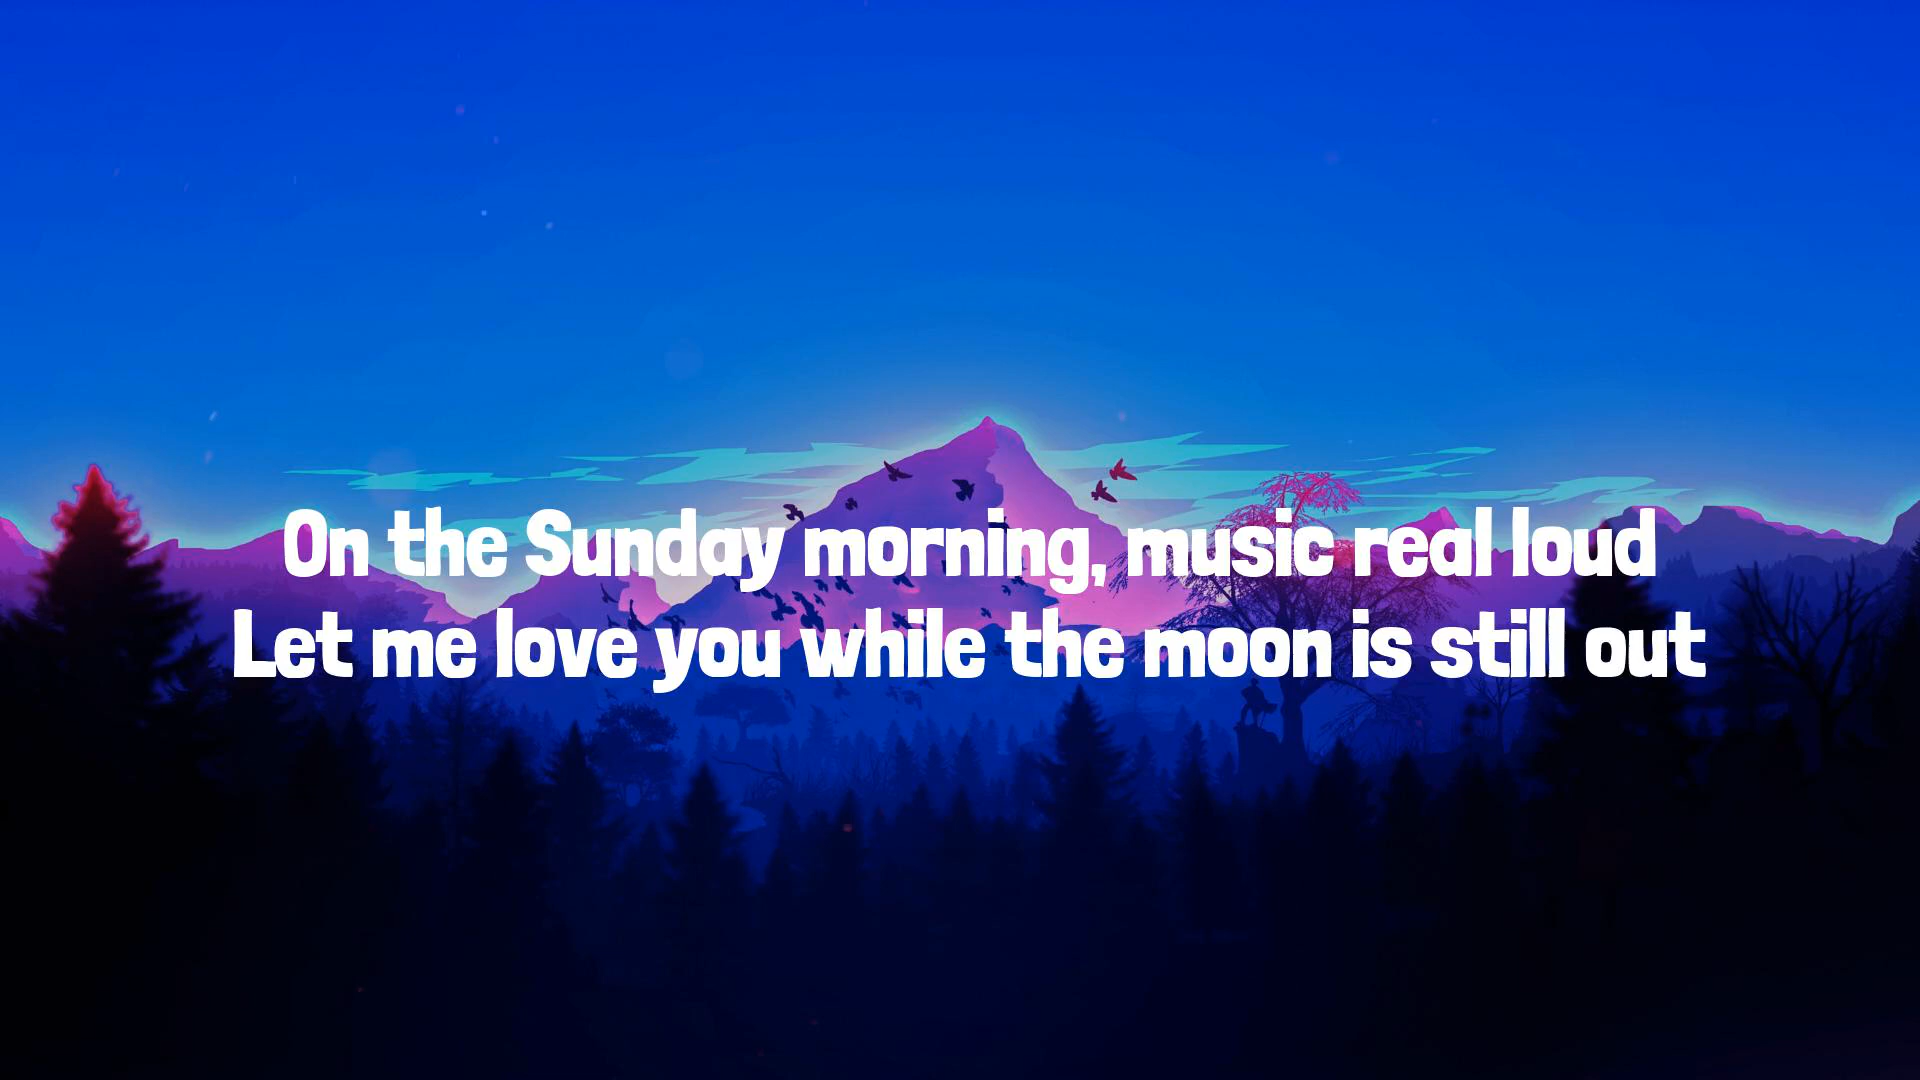 On the Sunday morning, music real loud
Let me love you while the moon is still out